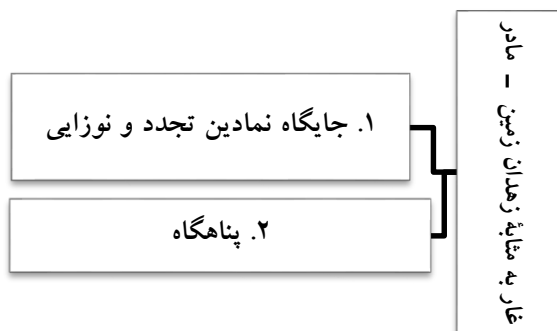 غار به مثابهٔ زهدان زمین – مادر
۱. جایگاه نمادین تجدد و نوزایی
۲. پناهگاه